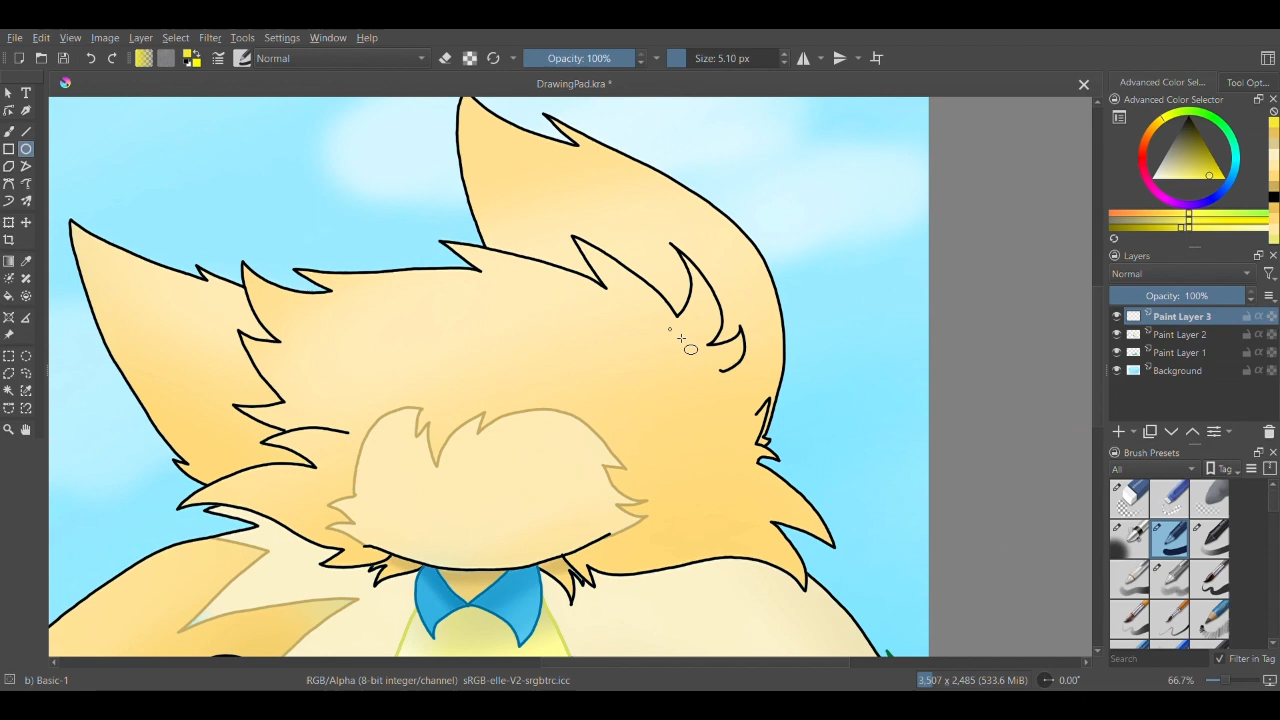 File Edit View Image Layer Select Filter Tools Settings Window Help
Normal Opacity: 100% Size: 5.10 px
DrawingPad.kra *
Advanced Color Sel... Tool Opt...
Advanced Color Selector
Layers
Normal
Opacity: 100%
Paint Layer 3
Paint Layer 2
Paint Layer 1
Background
Brush Presets
All Tag
Search Filter in Tag
b) Basic-1 RGB/Alpha (8-bit integer/channel) sRGB-elle-V2-srgbtrc.icc 3,507 x 2,485 (533.6 MiB) 0.00° 66.7%